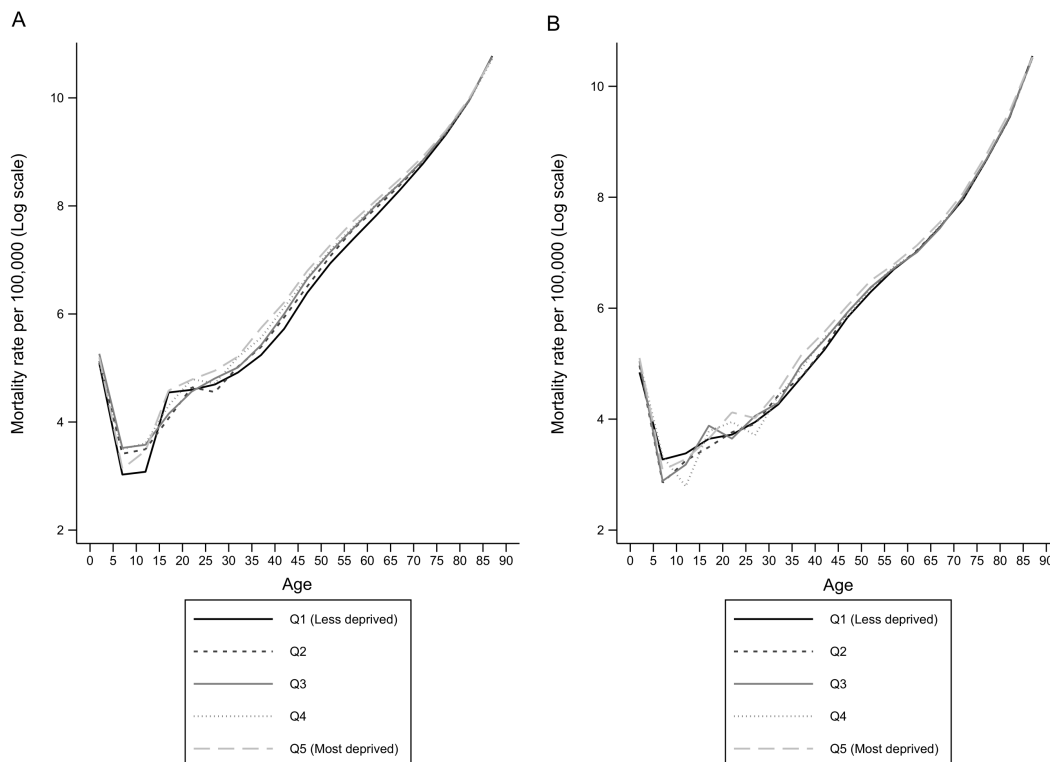 A
Mortality rate per 100,000 (Log scale)
10
8
6
4
2
0 5 10 15 20 25 30 35 40 45 50 55 60 65 70 75 80 85 90
Age
Q1 (Less deprived)
Q2
Q3
Q4
Q5 (Most deprived)
B
Mortality rate per 100,000 (Log scale)
10
8
6
4
2
0 5 10 15 20 25 30 35 40 45 50 55 60 65 70 75 80 85 90
Age
Q1 (Less deprived)
Q2
Q3
Q4
Q5 (Most deprived)